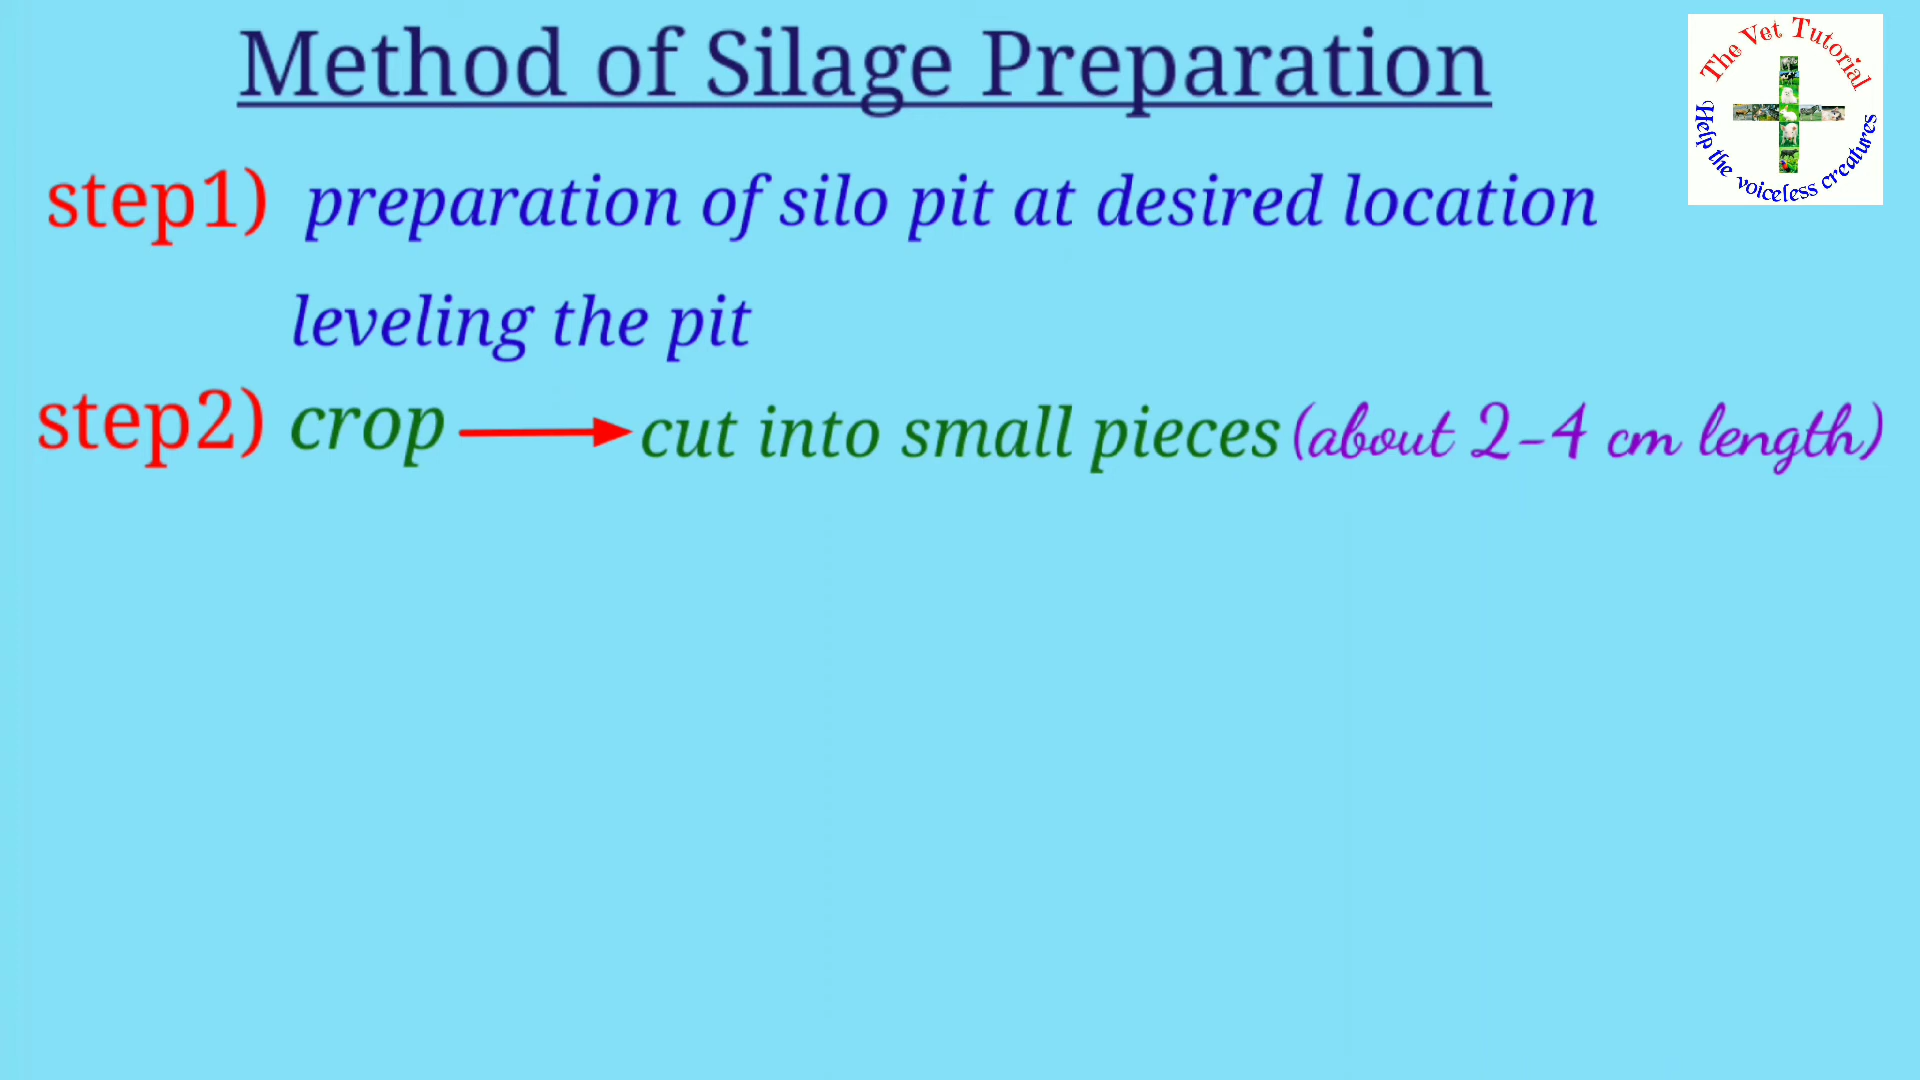 Method of Silage Preparation
The Vet Tutorial
Help the voiceless creatures
step1) preparation of silo pit at desired location
leveling the pit
step2) crop cut into small pieces (about 2-4 cm length)